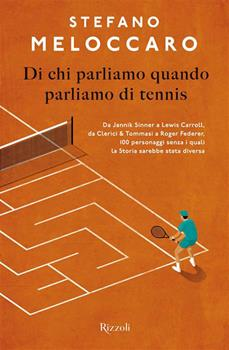 STEFANO
MELOCCARO
Di chi parliamo quando
parliamo di tennis
Da Jannik Sinner a Lewis Carroll,
da Clerici & Tommasi a Roger Federer,
100 personaggi senza i quali
la Storia sarebbe stata diversa
Rizzoli